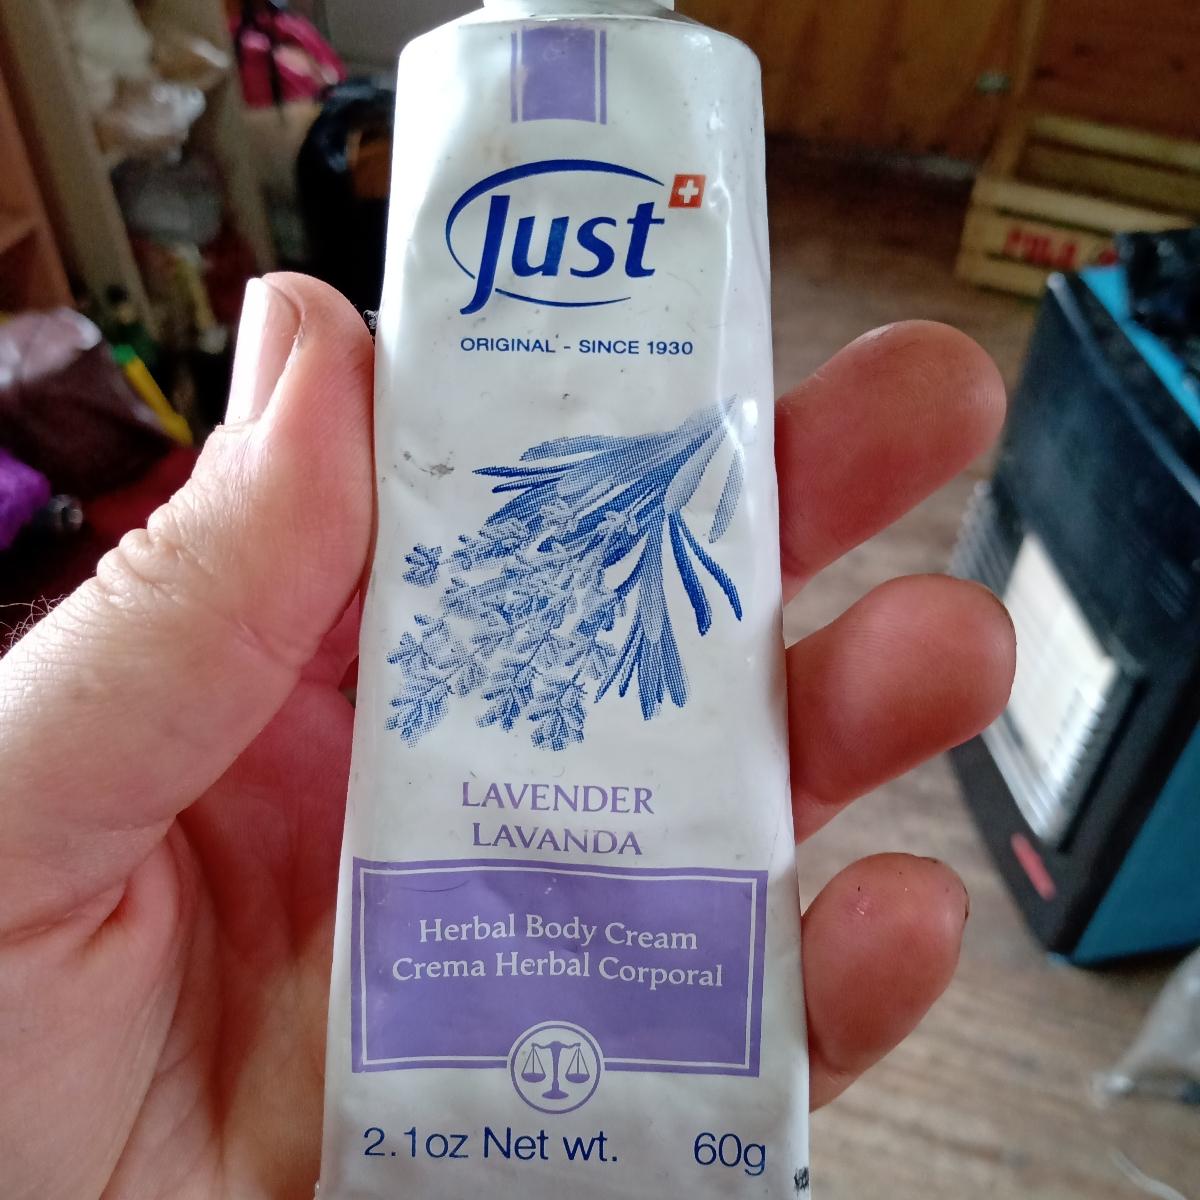 Just
ORIGINAL - SINCE 1930
LAVENDER
LAVANDA
Herbal Body Cream
Crema Herbal Corporal
2.1oz Net wt. 60g